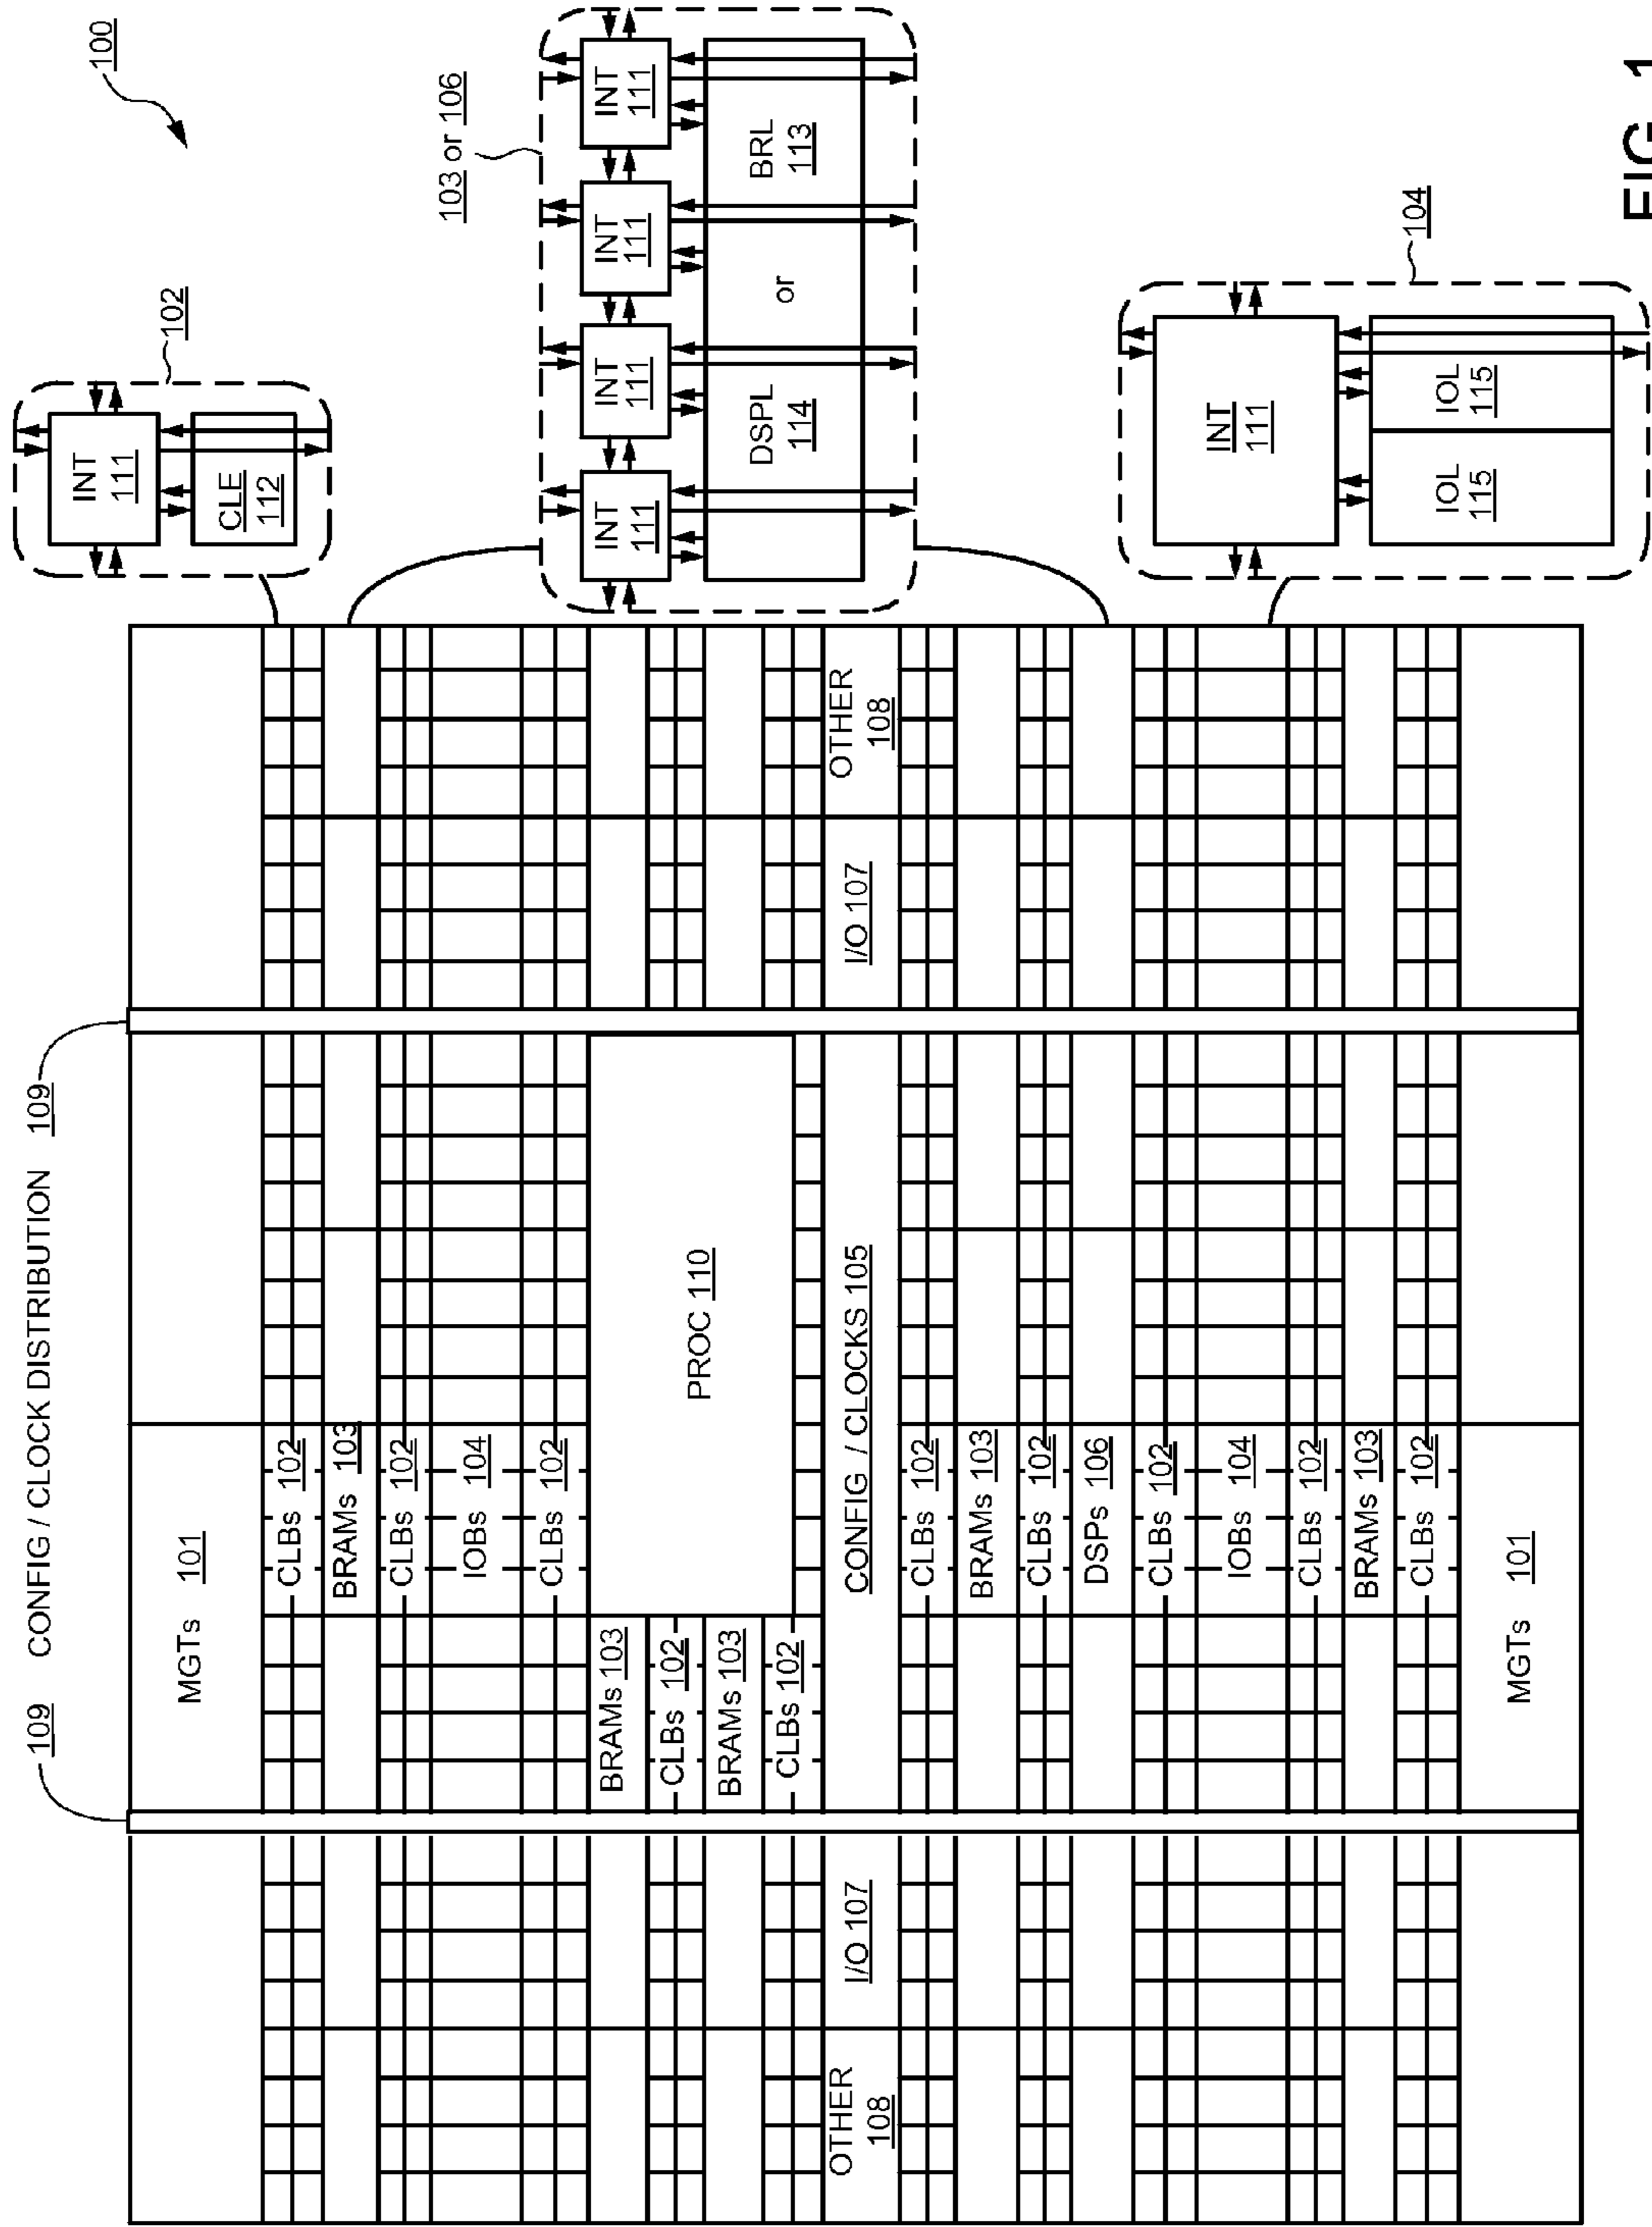 100
FIG. 1
CONFIG / CLOCK DISTRIBUTION
109
109
MGTs 101
CLBs 102
BRAMs 103
CLBs 102
IOBs 104
CLBs 102
BRAMs 103
CLBs 102
BRAMs 103
CLBs 102
PROC 110
CONFIG / CLOCKS 105
I/O 107
OTHER
108
I/O 107
OTHER
108
CLBs 102
BRAMs 103
CLBs 102
DSPs 106
CLBs 102
IOBs 104
CLBs 102
BRAMs 103
CLBs 102
MGTs 101
102
INT
111
CLE
112
103 or 106
INT
111
INT
111
INT
111
INT
111
DSPL
114
or
BRL
113
104
INT
111
IOL
115
IOL
115